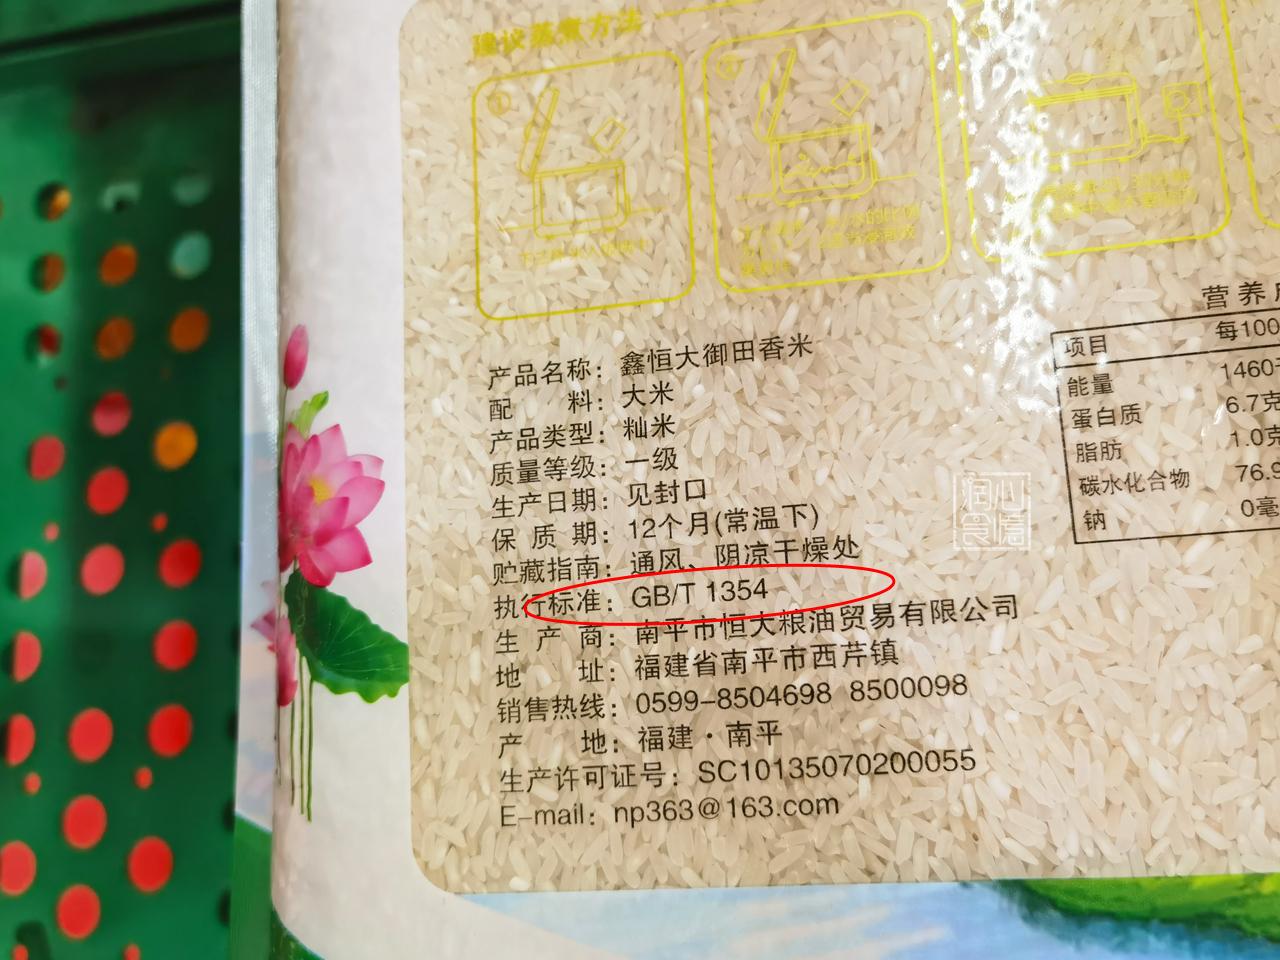 建议蒸煮方法
①
产品名称：鑫恒大御田香米
配 料：大米
产品类型：籼米
质量等级：一级
生产日期：见封口
保 质 期：12个月(常温下)
贮藏指南：通风、阴凉干燥处
执行标准：GB/T 1354
生 产 商：南平市恒大粮油贸易有限公司
地 址：福建省南平市西芹镇
销售热线：0599-8504698 8500098
产 地：福建·南平
生产许可证号：SC10135070200055
E-mail：np363@163.com
营养
项目 每100
能量 1460
蛋白质 6.7克
脂肪 1.0克
碳水化合物 76.9
钠 0毫